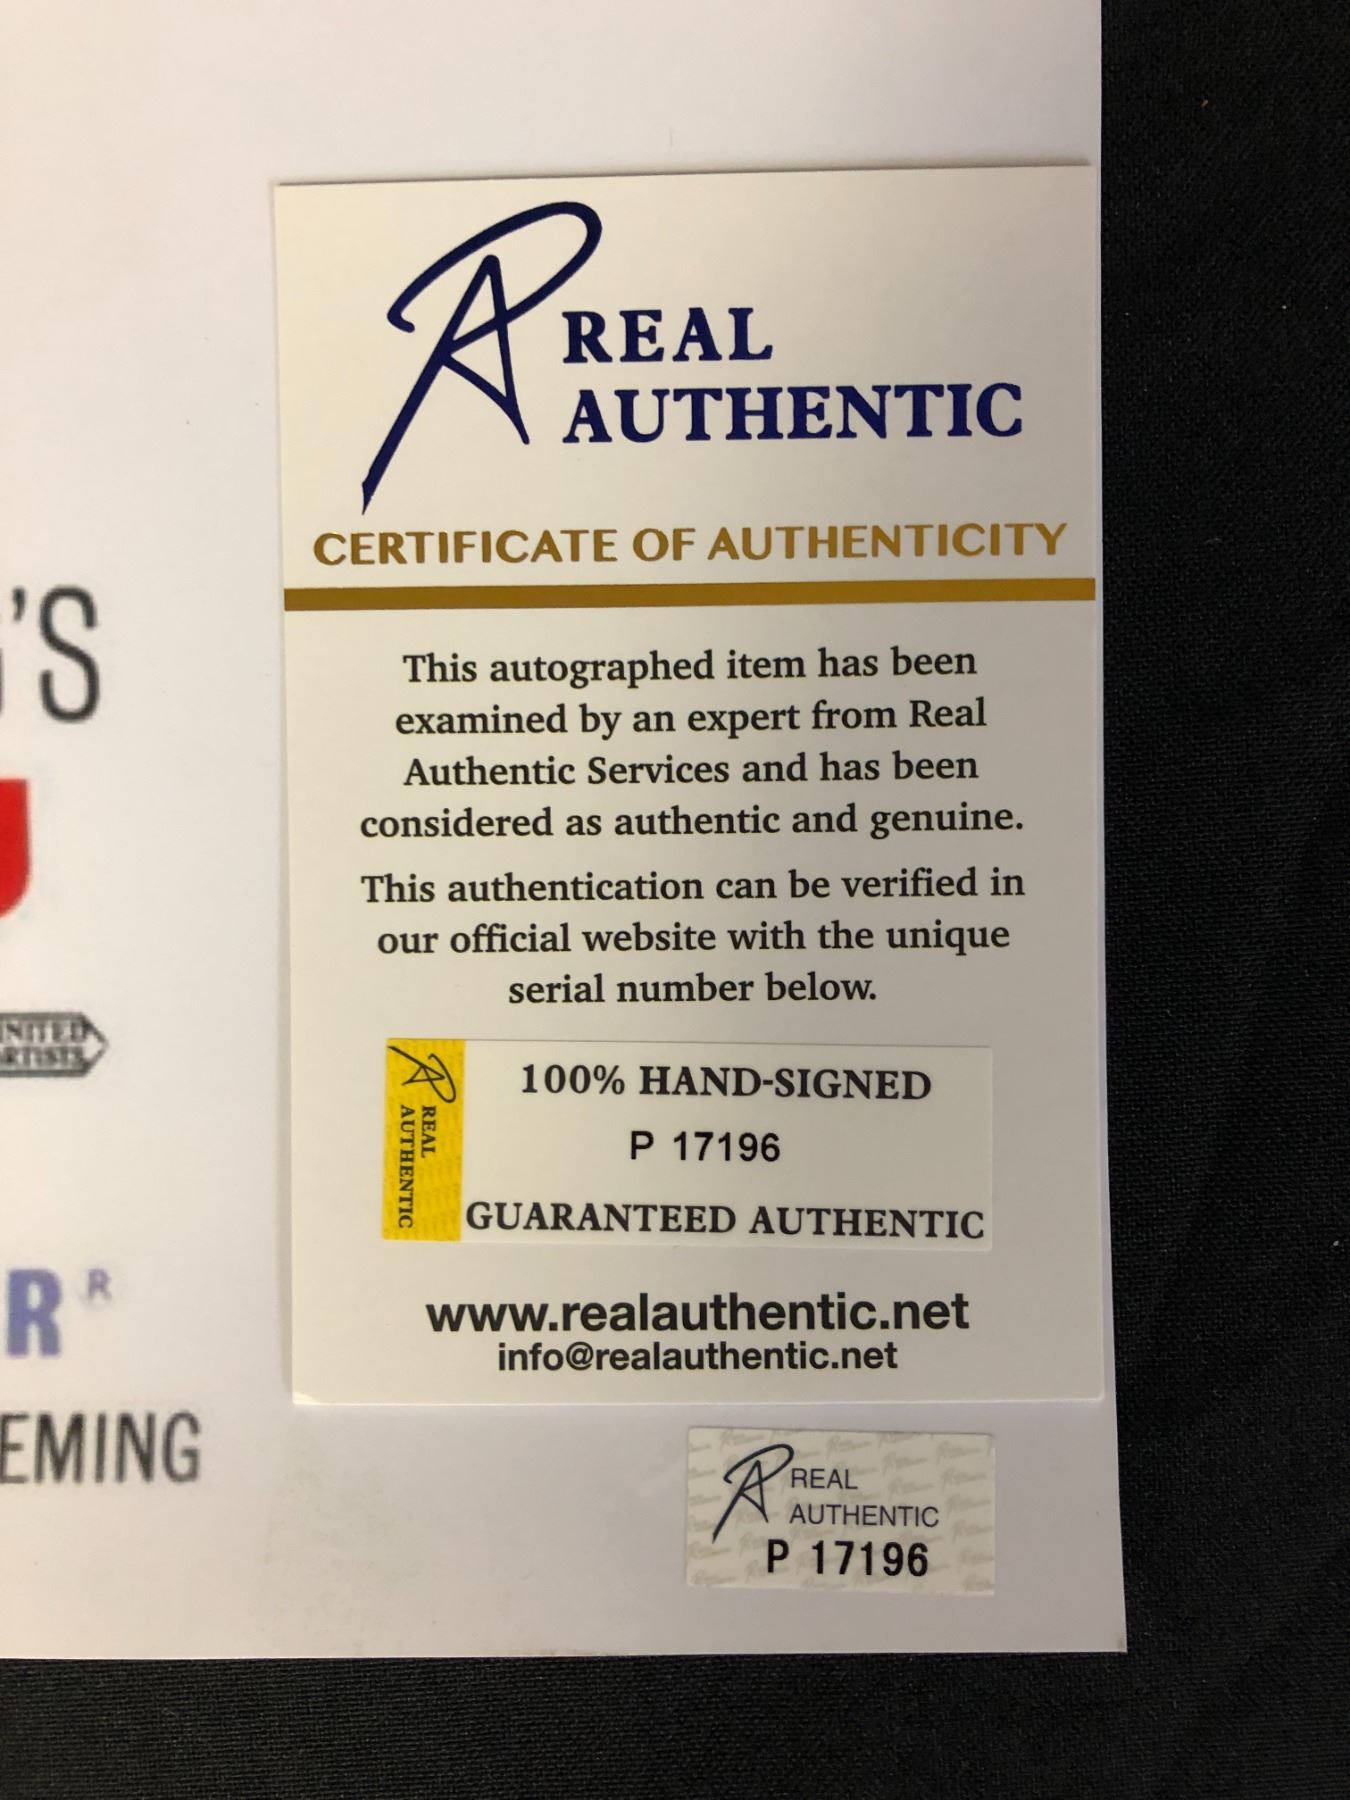 REAL
AUTHENTIC
CERTIFICATE OF AUTHENTICITY
This autographed item has been
examined by an expert from Real
Authentic Services and has been
considered as authentic and genuine.
This authentication can be verified in
our official website with the unique
serial number below.
REAL
AUTHENTIC
100% HAND-SIGNED
P 17196
GUARANTEED AUTHENTIC
www.realauthentic.net
info@realauthentic.net
REAL
AUTHENTIC
P 17196
'S
NITED
RTISTS
R®
EMING